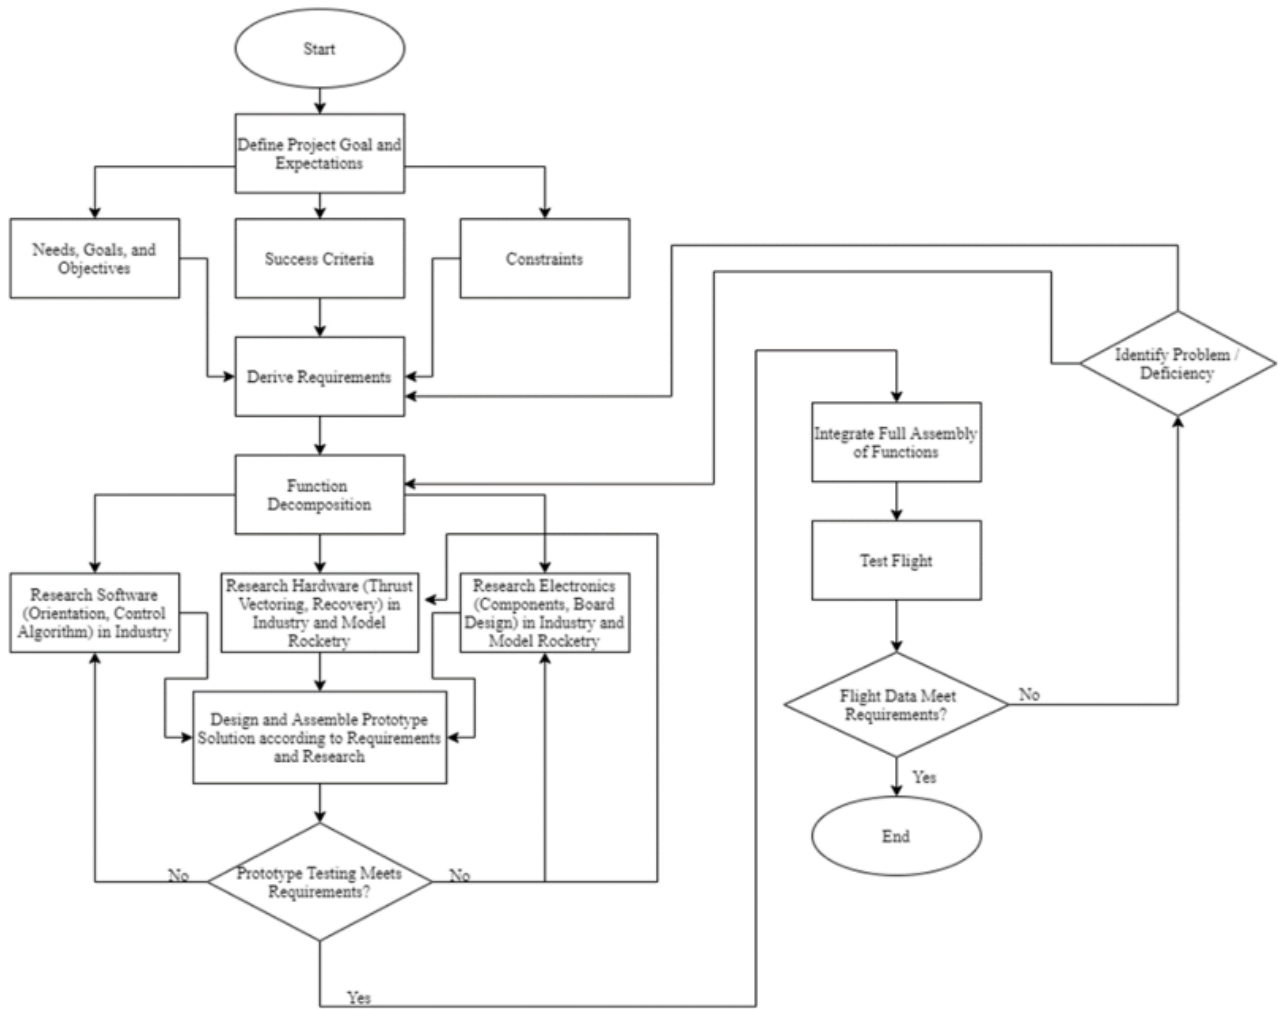 Start
Define Project Goal and
Expectations
Needs, Goals, and
Objectives
Success Criteria
Constraints
Derive Requirements
Identify Problem /
Deficiency
Integrate Full Assembly
of Functions
Function
Decomposition
Test Flight
Research Software
(Orientation, Control
Algorithm) in Industry
Research Hardware (Thrust
Vectoring, Recovery) in
Industry and Model
Rocketry
Research Electronics
(Components, Board
Design) in Industry and
Model Rocketry
Flight Data Meet
Requirements?
No
Design and Assemble Prototype
Solution according to Requirements
and Research
Yes
End
No
Prototype Testing Meets
Requirements?
No
Yes